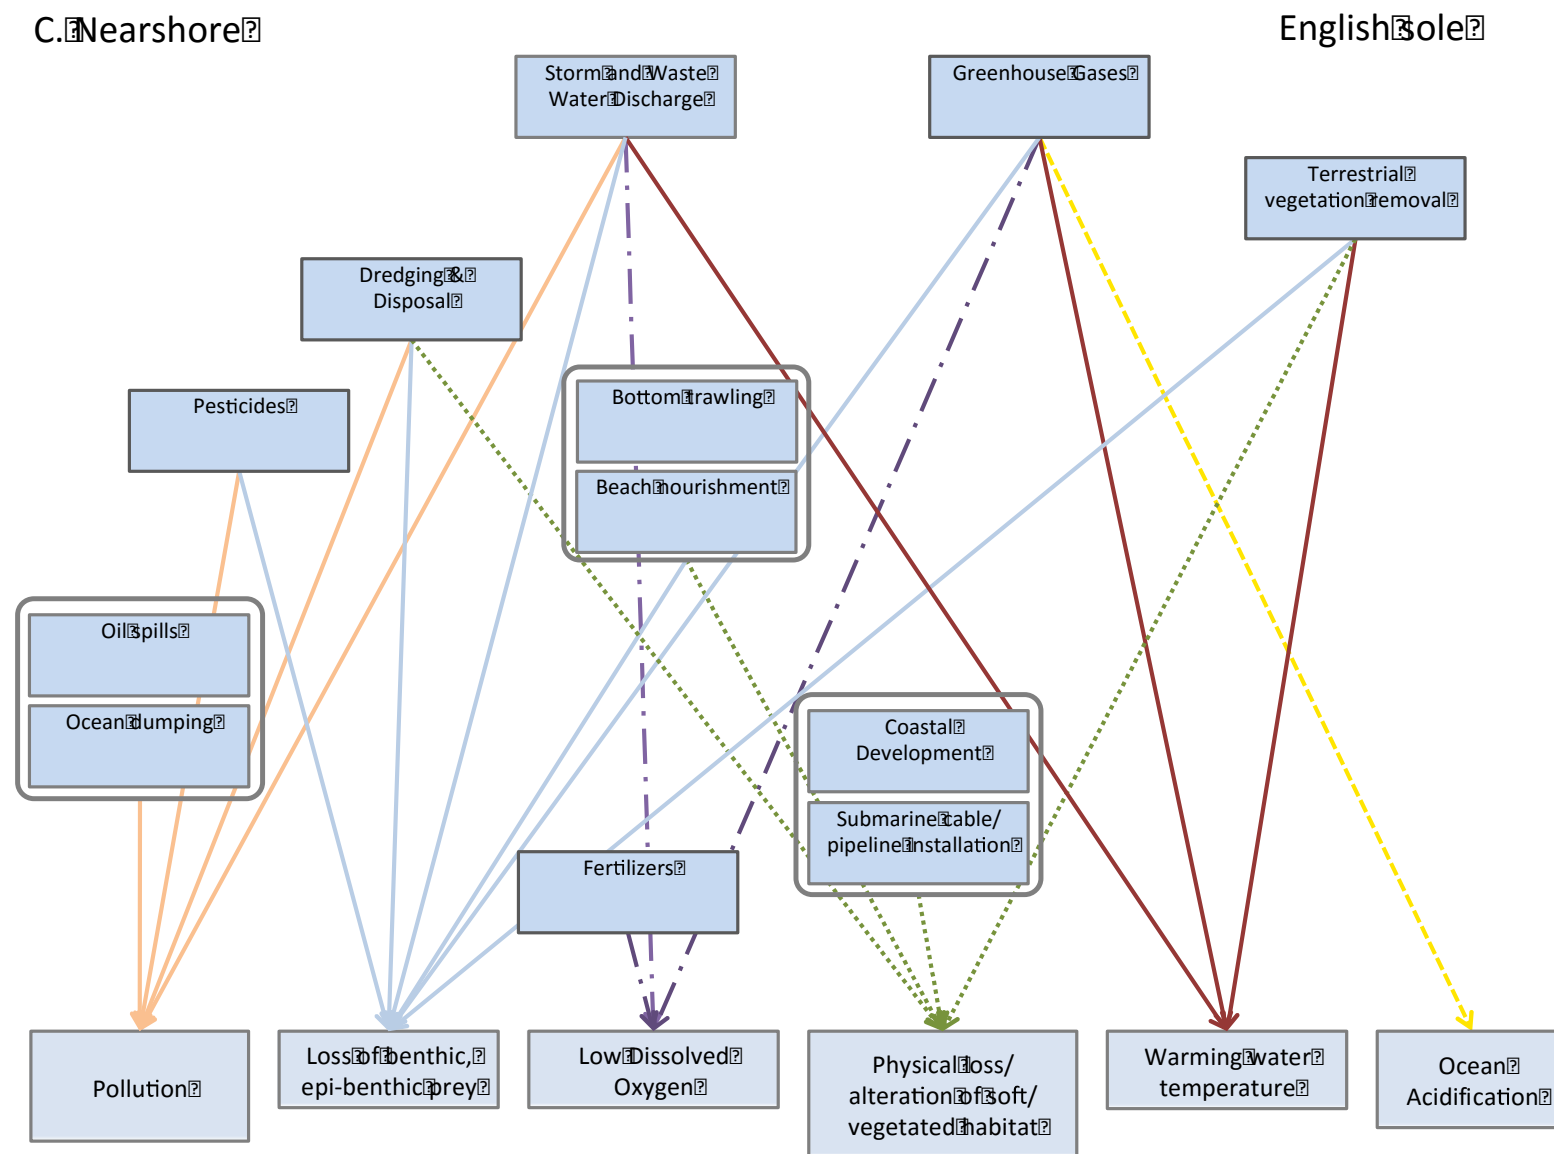 C. Nearshore
English sole
Storm and Waste
Water Discharge
Greenhouse Gases
Terrestrial
vegetation removal
Dredging &
Disposal
Pesticides
Bottom trawling
Beach nourishment
Oil spills
Ocean dumping
Coastal
Development
Submarine cable/
pipeline installation
Fertilizers
Pollution
Loss of benthic,
epi-benthic prey
Low Dissolved
Oxygen
Physical loss/
alteration of soft/
vegetated habitat
Warming water
temperature
Ocean
Acidification